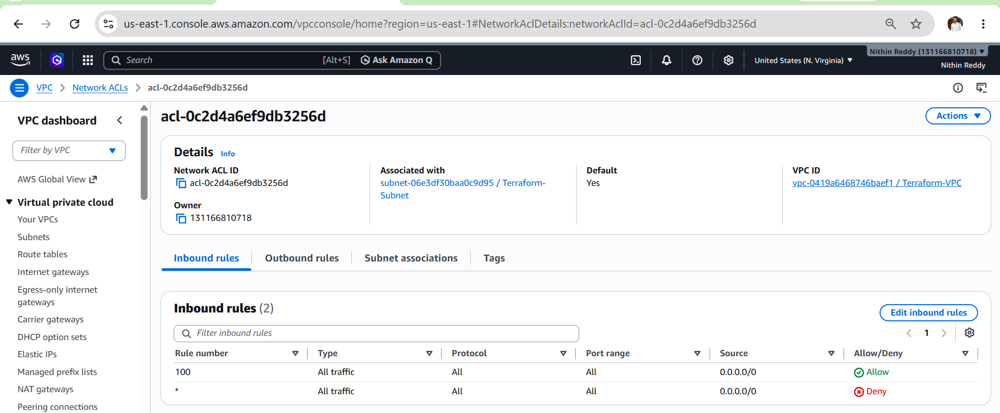 us-east-1.console.aws.amazon.com/vpcconsole/home?region=us-east-1#NetworkAclDetails:networkAclId=acl-0c2d4a6ef9db3256d
aws
Search [Alt+S] Ask Amazon Q
United States (N. Virginia)
Nithin Reddy (131166810718)
Nithin Reddy
VPC
Network ACLs
acl-0c2d4a6ef9db3256d
VPC dashboard
Filter by VPC
AWS Global View
Virtual private cloud
Your VPCs
Subnets
Route tables
Internet gateways
Egress-only internet
gateways
Carrier gateways
DHCP option sets
Elastic IPs
Managed prefix lists
NAT gateways
Peering connections
acl-0c2d4a6ef9db3256d
Actions
Details Info
Network ACL ID
acl-0c2d4a6ef9db3256d
Owner
131166810718
Associated with
subnet-06e3df30baa0c9d95 / Terraform-
Subnet
Default
Yes
VPC ID
vpc-0419a6468746baef1 / Terraform-VPC
Inbound rules
Outbound rules
Subnet associations
Tags
Inbound rules (2)
Edit inbound rules
Filter inbound rules
1
Rule number Type Protocol Port range Source Allow/Deny
100 All traffic All All 0.0.0.0/0 Allow
* All traffic All All 0.0.0.0/0 Deny